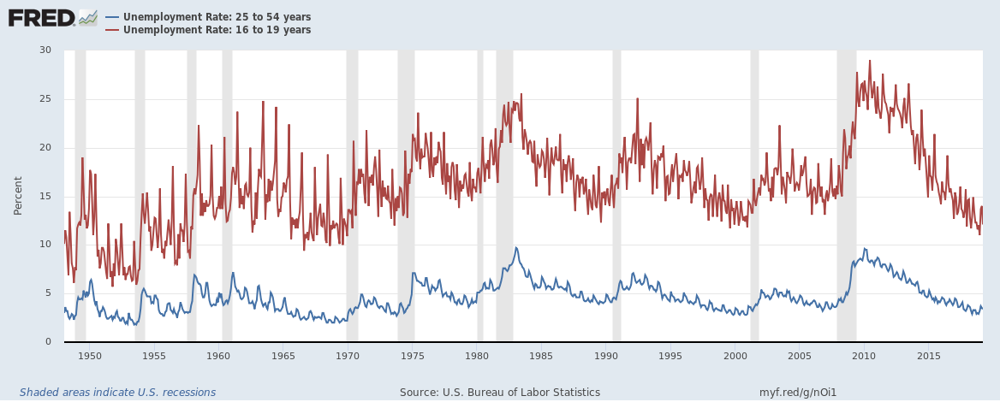 FRED
Unemployment Rate: 25 to 54 years
Unemployment Rate: 16 to 19 years
Percent
30
25
20
15
10
5
0
1950 1955 1960 1965 1970 1975 1980 1985 1990 1995 2000 2005 2010 2015
Shaded areas indicate U.S. recessions
Source: U.S. Bureau of Labor Statistics
myf.red/g/nOi1